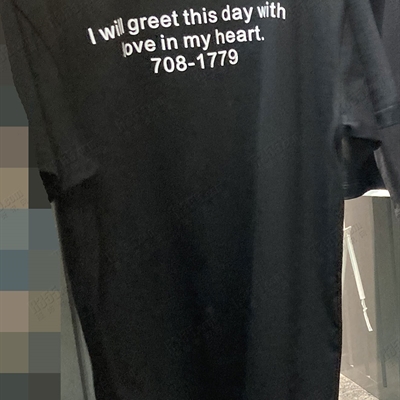 I will greet this day with
love in my heart.
708-1779